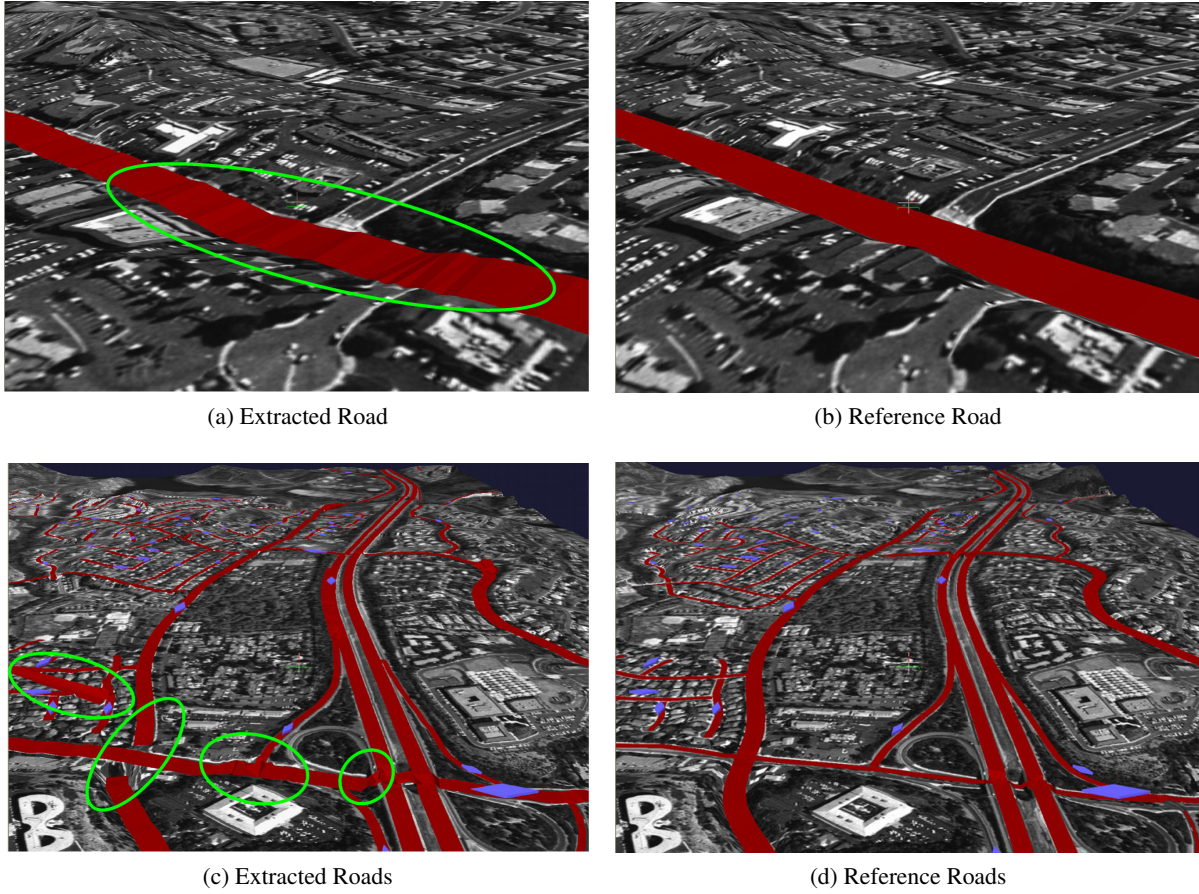 (a) Extracted Road
(b) Reference Road
(c) Extracted Roads
(d) Reference Roads